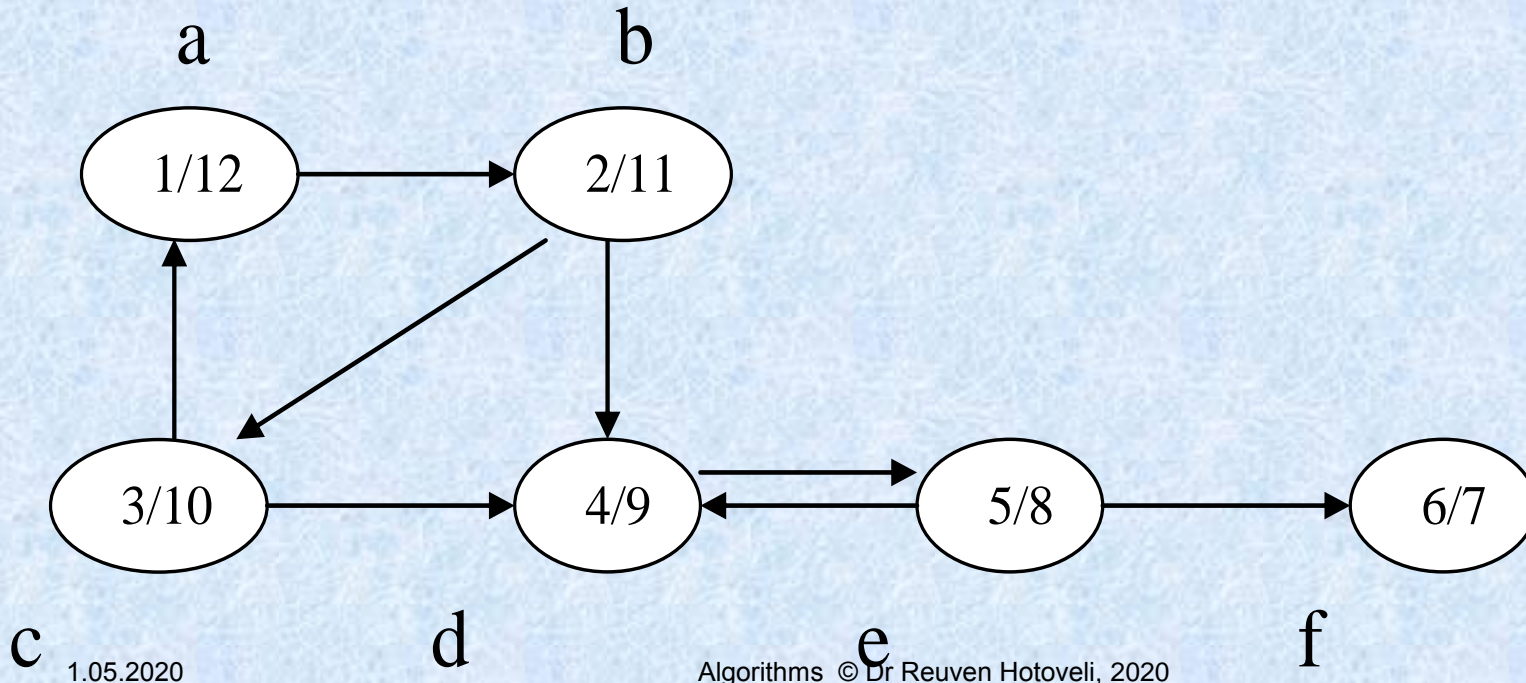 a b
1/12 2/11
3/10 4/9 5/8 6/7
c d e f
1.05.2020 Algorithms © Dr Reuven Hotoveli, 2020